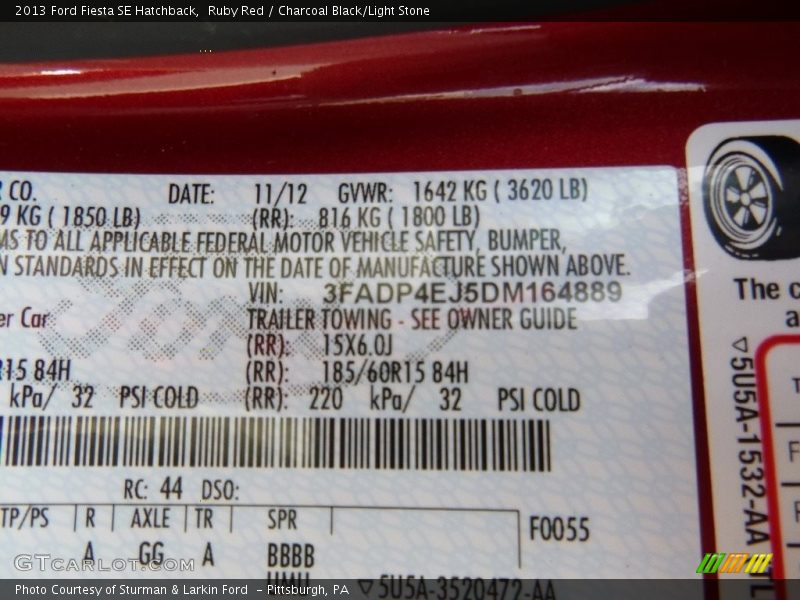 2013 Ford Fiesta SE Hatchback, Ruby Red / Charcoal Black/Light Stone
R CO. DATE: 11/12 GVWR: 1642 KG ( 3620 LB)
9 KG ( 1850 LB) (RR): 816 KG ( 1800 LB)
MS TO ALL APPLICABLE FEDERAL MOTOR VEHICLE SAFETY, BUMPER,
N STANDARDS IN EFFECT ON THE DATE OF MANUFACTURE SHOWN ABOVE.
VIN: 3FADP4EJ5DM164889
er Car TRAILER TOWING - SEE OWNER GUIDE
(RR): 15X6.0J
R15 84H (RR): 185/60R15 84H
kPa/ 32 PSI COLD (RR): 220 kPa/ 32 PSI COLD
RC: 44 DSO:
TP/PS R AXLE TR SPR F0055
A GG A BBBB
5U5A-3520472-AA
The c
a
5U5A-1532-AA
GTCarLot.com
Photo Courtesy of Sturman & Larkin Ford - Pittsburgh, PA